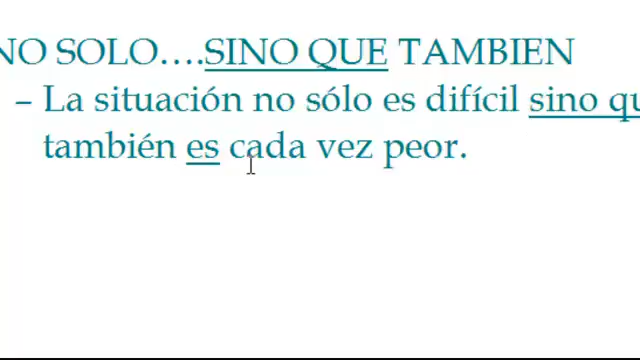 NO SOLO....SINO QUE TAMBIEN
– La situación no sólo es difícil sino qu
también es cada vez peor.